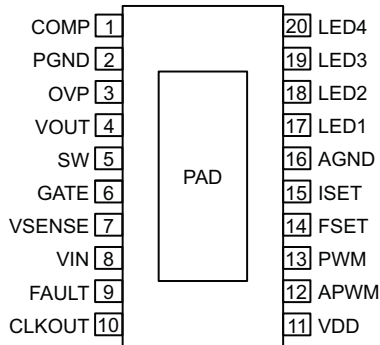 COMP 1 20 LED4
PGND 2 19 LED3
OVP 3 18 LED2
VOUT 4 17 LED1
SW 5 16 AGND
GATE 6 PAD 15 ISET
VSENSE 7 14 FSET
VIN 8 13 PWM
FAULT 9 12 APWM
CLKOUT 10 11 VDD